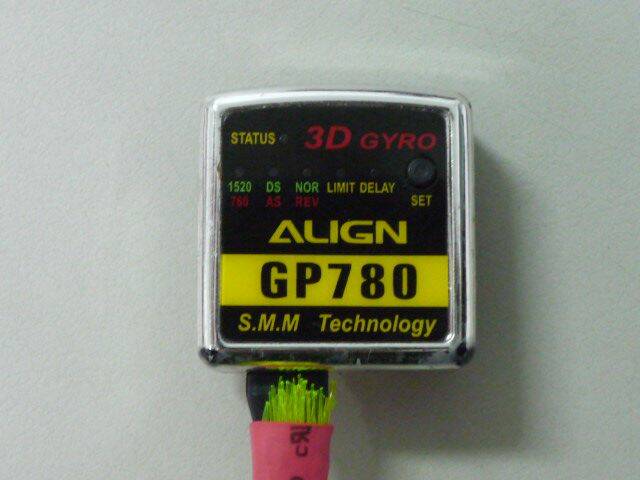 STATUS 3D GYRO
1520 DS NOR LIMIT DELAY
760 AS REV SET
ALIGN
GP780
S.M.M Technology